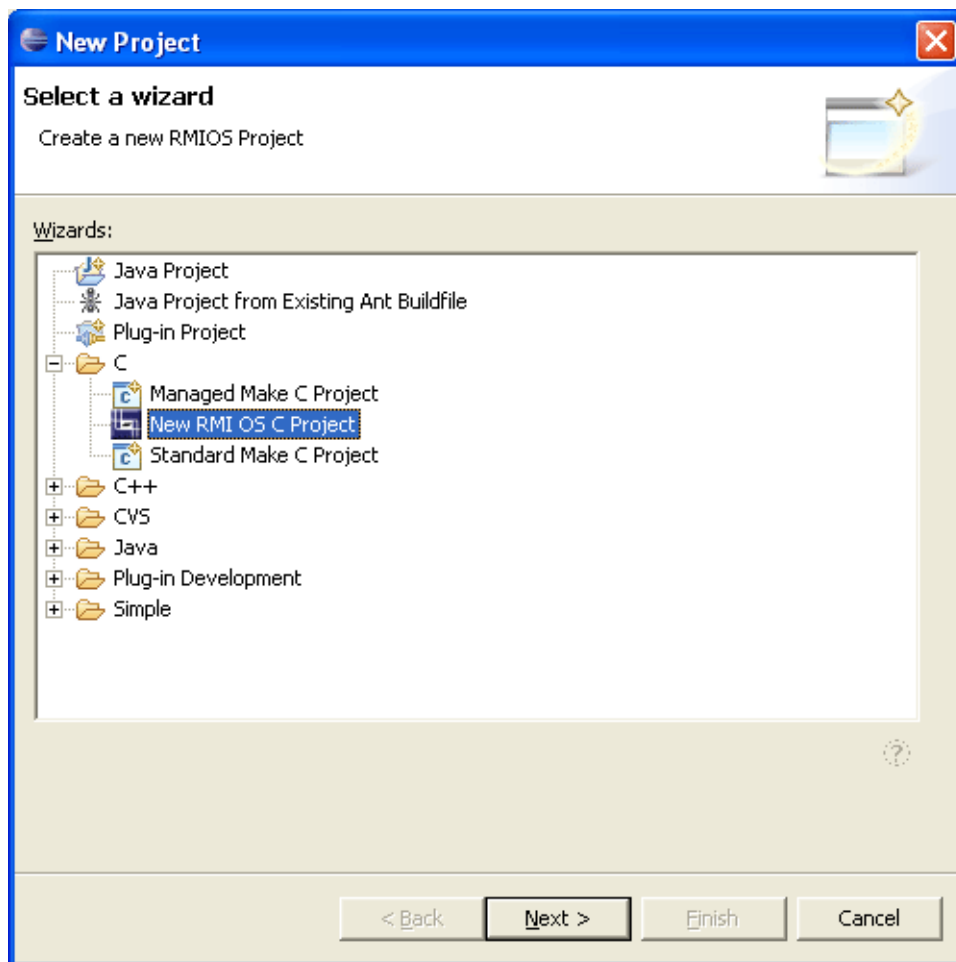 New Project
Select a wizard
Create a new RMIOS Project
Wizards:
Java Project
Java Project from Existing Ant Buildfile
Plug-in Project
C
Managed Make C Project
New RMI OS C Project
Standard Make C Project
C++
CVS
Java
Plug-in Development
Simple
< Back Next > Finish Cancel